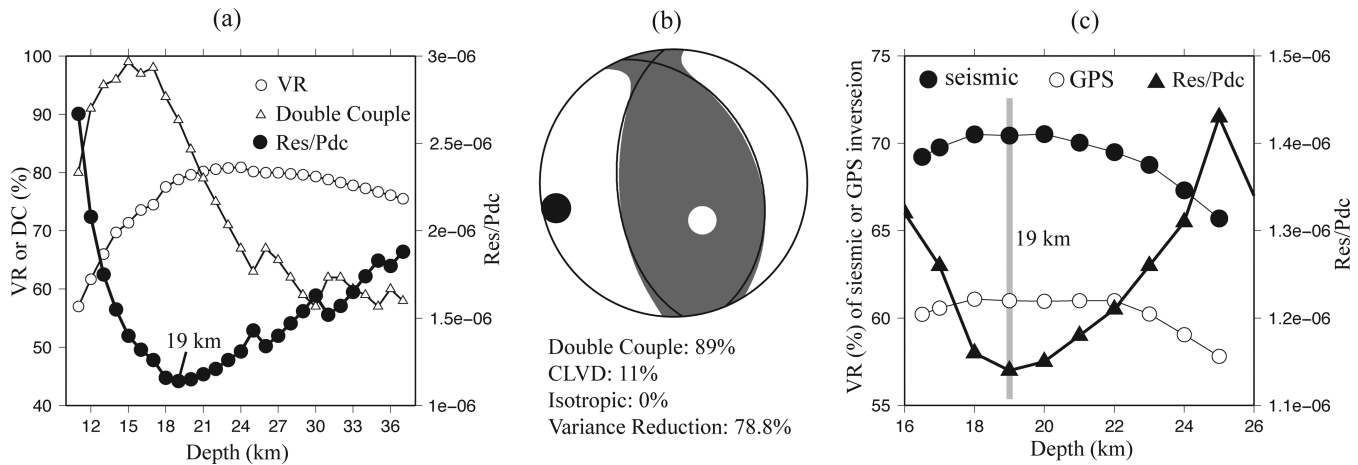 (a)
VR or DC (%)
100
90
80
70
60
50
40
VR
Double Couple
Res/Pdc
19 km
3e−06
2.5e−06
2e−06
1.5e−06
1e−06
Res/Pdc
12 15 18 21 24 27 30 33 36
Depth (km)
(b)
Double Couple: 89%
CLVD: 11%
Isotropic: 0%
Variance Reduction: 78.8%
(c)
VR (%) of siesmic or GPS inverseion
75
70
65
60
55
seismic GPS Res/Pdc
19 km
1.5e−06
1.4e−06
1.3e−06
1.2e−06
1.1e−06
Res/Pdc
16 18 20 22 24 26
Depth (km)